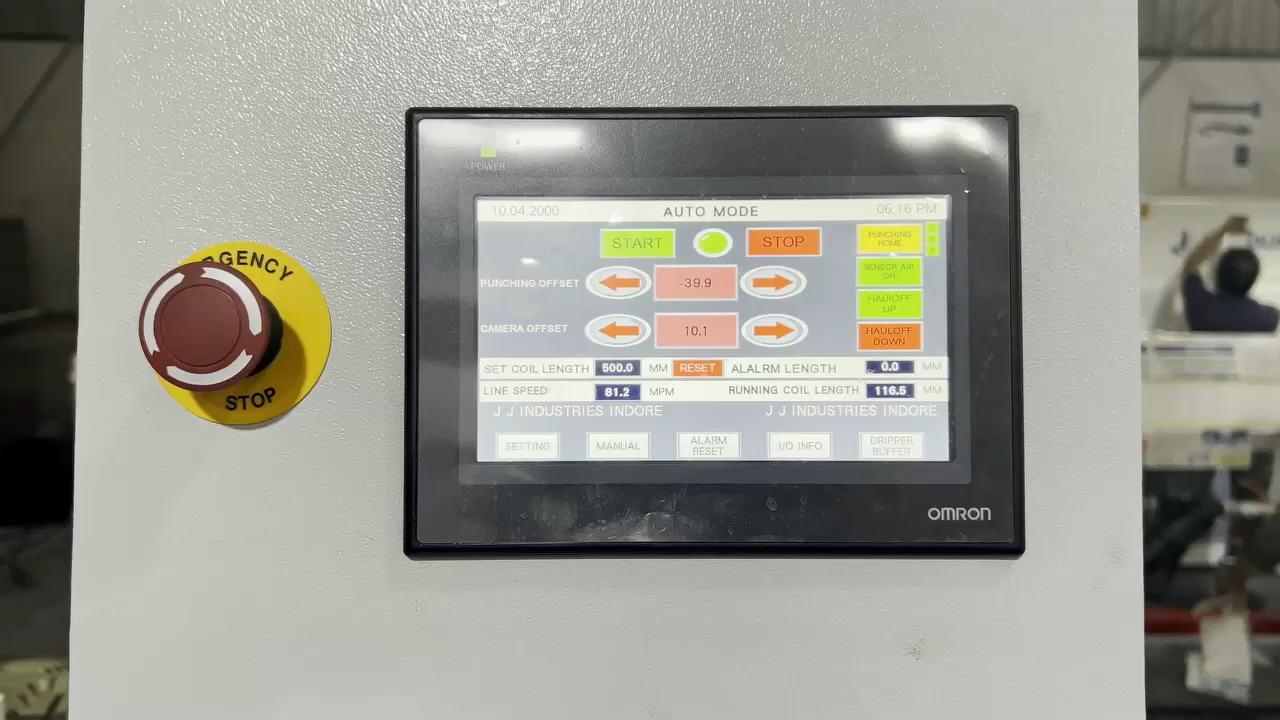 RGENCY
STOP
POWER
10.04.2000 AUTO MODE 06.16 PM
START STOP
PUNCHING HOME
SENSOR AIR ON
HAULOFF UP
HAULOFF DOWN
PUNCHING OFFSET -39.9
CAMERA OFFSET 10.1
SET COIL LENGTH 500.0 MM RESET ALALRM LENGTH 0.0 MM
LINE SPEED 81.2 MPM RUNNING COIL LENGTH 116.5 MM
J J INDUSTRIES INDORE J J INDUSTRIES INDORE
SETTING MANUAL ALARM RESET I/O INFO DRIPPER BUFFER
OMRON